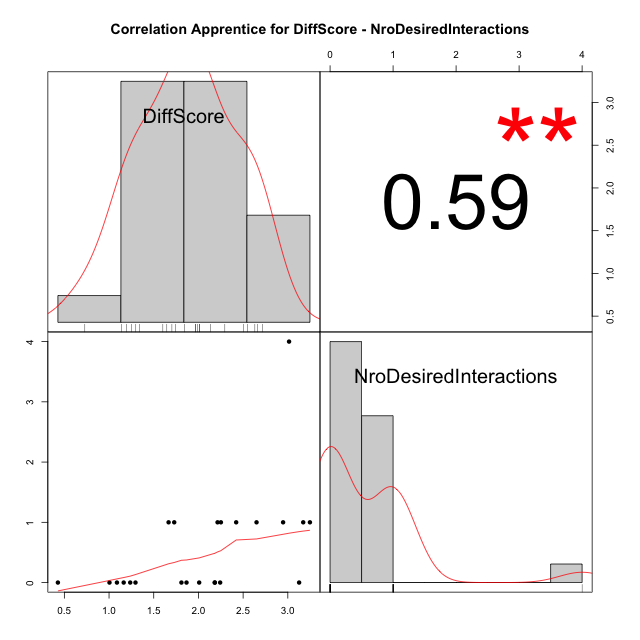 Correlation Apprentice for DiffScore - NroDesiredInteractions
0 1 2 3 4
DiffScore
**
0.59
3.0
2.5
2.0
1.5
1.0
0.5
4
3
2
1
0
NroDesiredInteractions
0.5 1.0 1.5 2.0 2.5 3.0